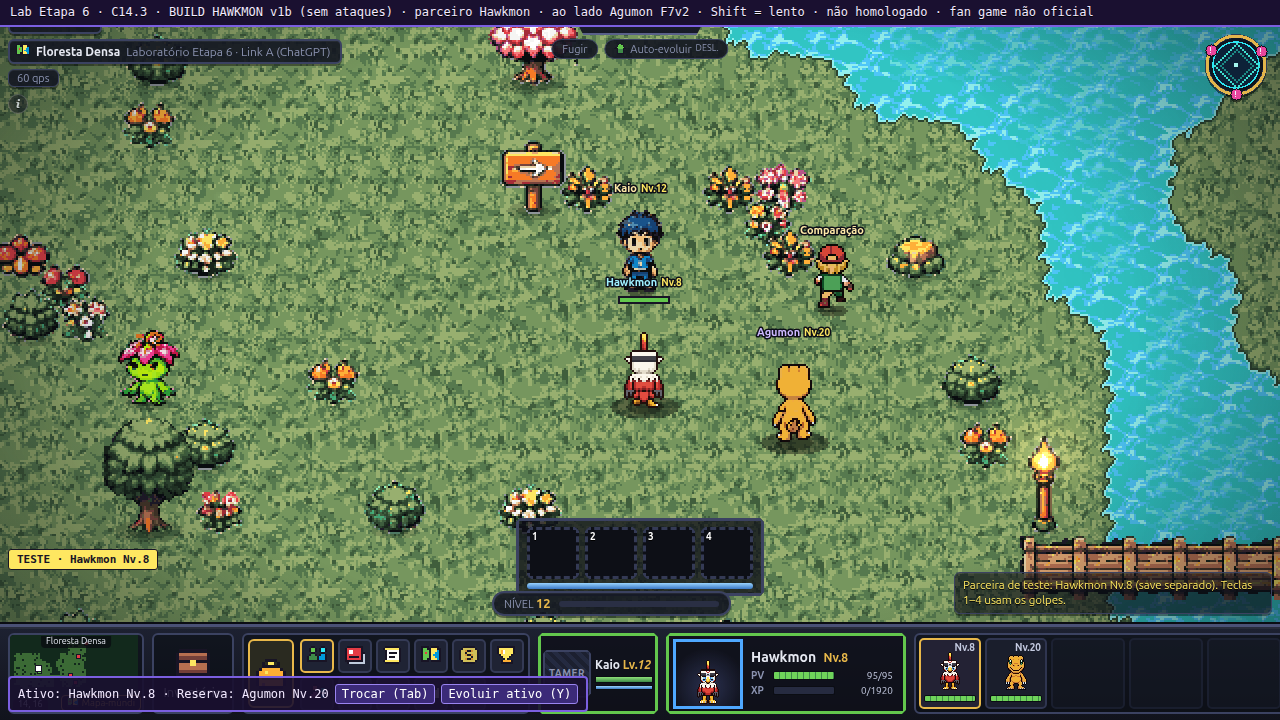 Lab Etapa 6 · C14.3 · BUILD HAWKMON v1b (sem ataques) · parceiro Hawkmon · ao lado Agumon F7v2 · Shift = lento · não homologado · fan game não oficial
Floresta Densa Laboratório Etapa 6 · Link A (ChatGPT)
Fugir
Auto-evoluir DESL.
60 qps
i
Kaio Nv.12
Comparação
Hawkmon Nv.8
Agumon Nv.20
1 2 3 4
TESTE · Hawkmon Nv.8
Parceira de teste: Hawkmon Nv.8 (save separado). Teclas
1–4 usam os golpes.
NÍVEL 12
Floresta Densa
TAMER
Kaio Lv.12
Hawkmon Nv.8
PV 95/95
XP 0/1920
Nv.8
Nv.20
Ativo: Hawkmon Nv.8 · Reserva: Agumon Nv.20 Trocar (Tab) Evoluir ativo (Y)